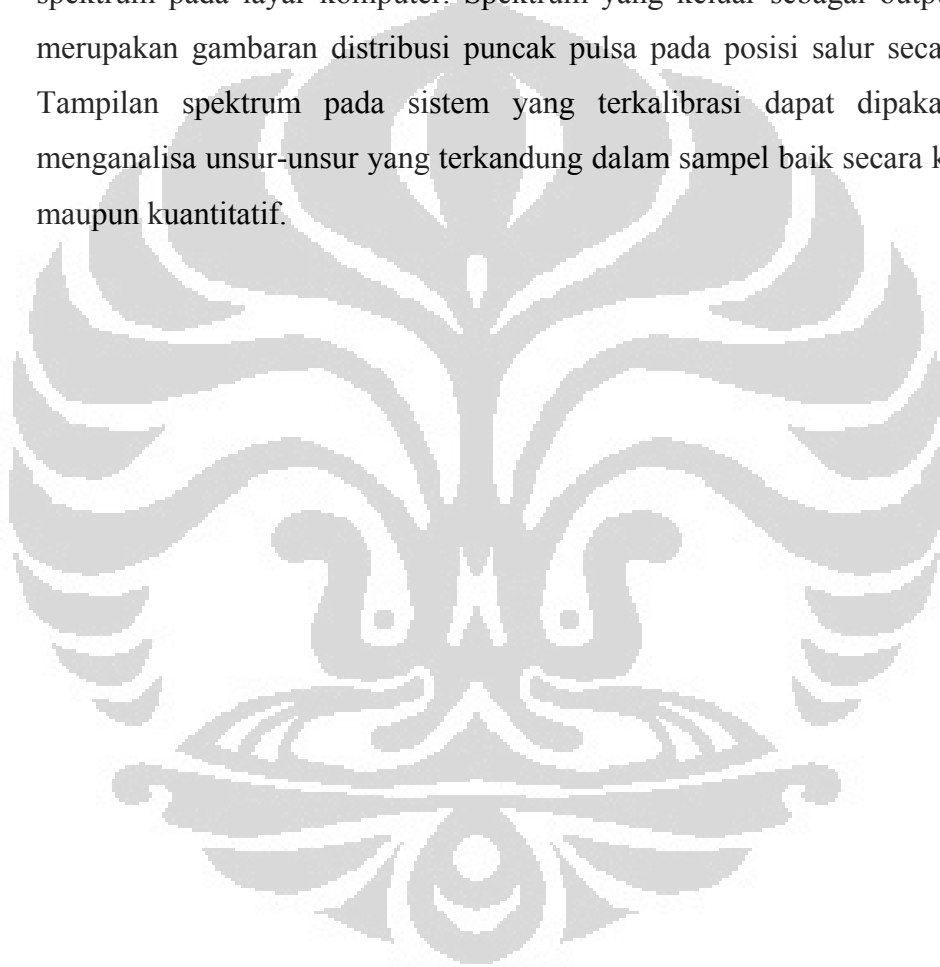 spektrum pada layar komputer. Spektrum yang keluar sebagai
merupakan gambaran distribusi puncak pulsa pada posisi salur
Tampilan spektrum pada sistem yang terkalibrasi dapat
menganalisa unsur-unsur yang terkandung dalam sampel baik secara
maupun kuantitatif.